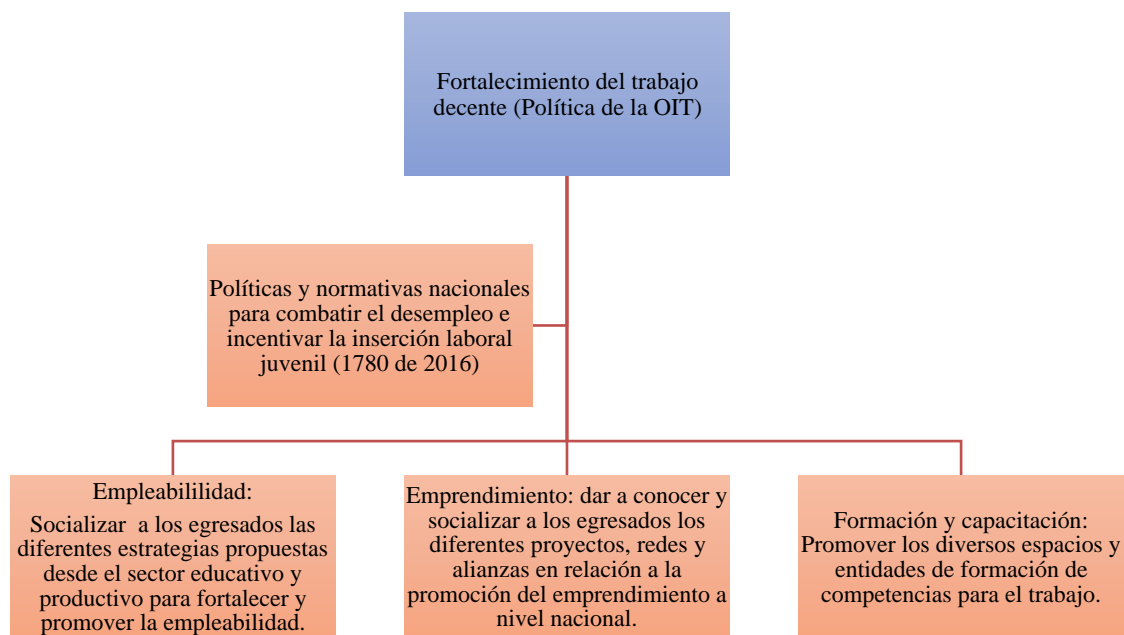 Fortalecimiento del trabajo
decente (Política de la OIT)
Políticas y normativas nacionales
para combatir el desempleo e
incentivar la inserción laboral
juvenil (1780 de 2016)
Empleabililidad:
Socializar a los egresados las
diferentes estrategias propuestas
desde el sector educativo y
productivo para fortalecer y
promover la empleabilidad.
Emprendimiento: dar a conocer y
socializar a los egresados los
diferentes proyectos, redes y
alianzas en relación a la
promoción del emprendimiento a
nivel nacional.
Formación y capacitación:
Promover los diversos espacios y
entidades de formación de
competencias para el trabajo.